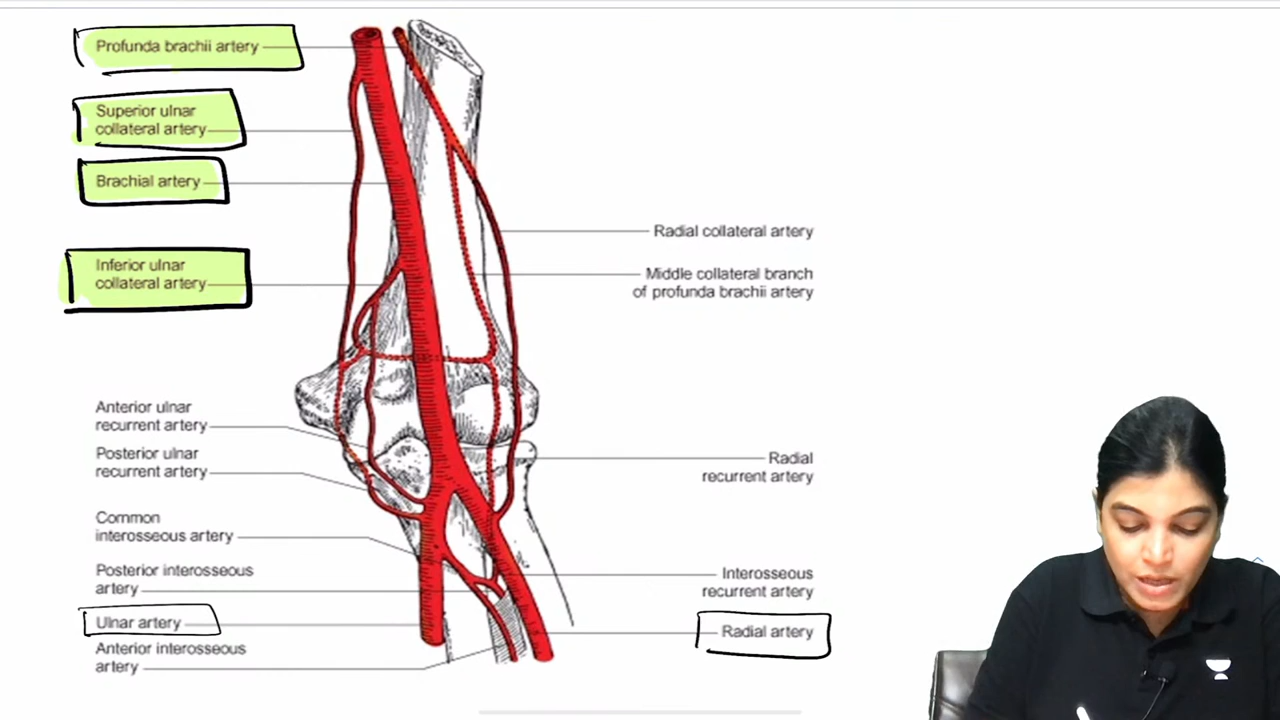 Profunda brachii artery
Superior ulnar
collateral artery
Brachial artery
Inferior ulnar
collateral artery
Anterior ulnar
recurrent artery
Posterior ulnar
recurrent artery
Common
interosseous artery
Posterior interosseous
artery
Ulnar artery
Anterior interosseous
artery
Radial collateral artery
Middle collateral branch
of profunda brachii artery
Radial
recurrent artery
Interosseous
recurrent artery
Radial artery